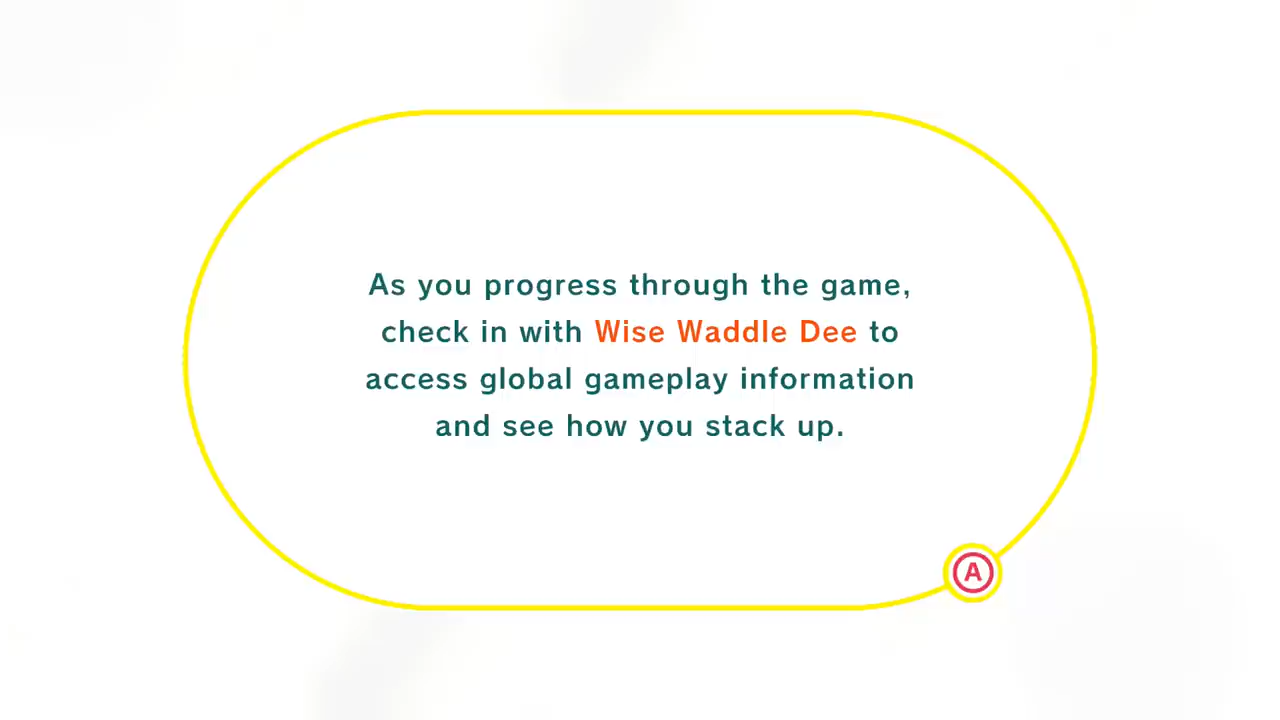 As you progress through the game,
check in with Wise Waddle Dee to
access global gameplay information
and see how you stack up.
A